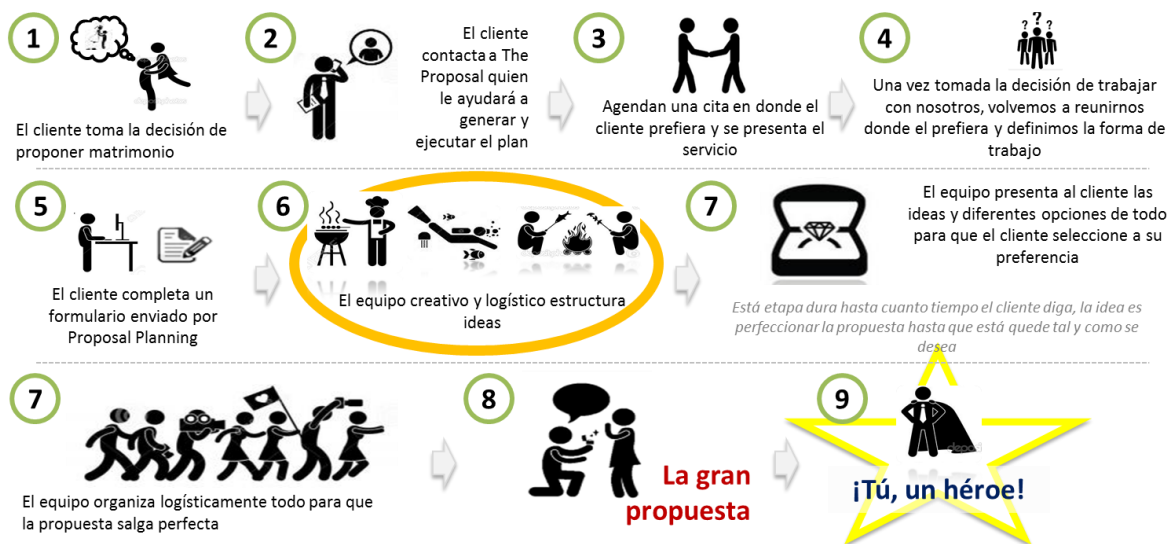 1
El cliente toma la decisión de
proponer matrimonio
2
El cliente
contacta a The
Proposal quien
le ayudará a
generar y
ejecutar el plan
3
Agendan una cita en donde el
cliente prefiera y se presenta el
servicio
4
? ? ?
Una vez tomada la decisión de trabajar
con nosotros, volvemos a reunirnos
donde el prefiera y definimos la forma de
trabajo
5
El cliente completa un
formulario enviado por
Proposal Planning
6
El equipo creativo y logístico estructura
ideas
7
El equipo presenta al cliente las
ideas y diferentes opciones de todo
para que el cliente seleccione a su
preferencia
Está etapa dura hasta cuanto tiempo el cliente diga, la idea es
perfeccionar la propuesta hasta que está quede tal y como se
desea
7
El equipo organiza logísticamente todo para que
la propuesta salga perfecta
8
La gran
propuesta
9
¡Tú, un héroe!